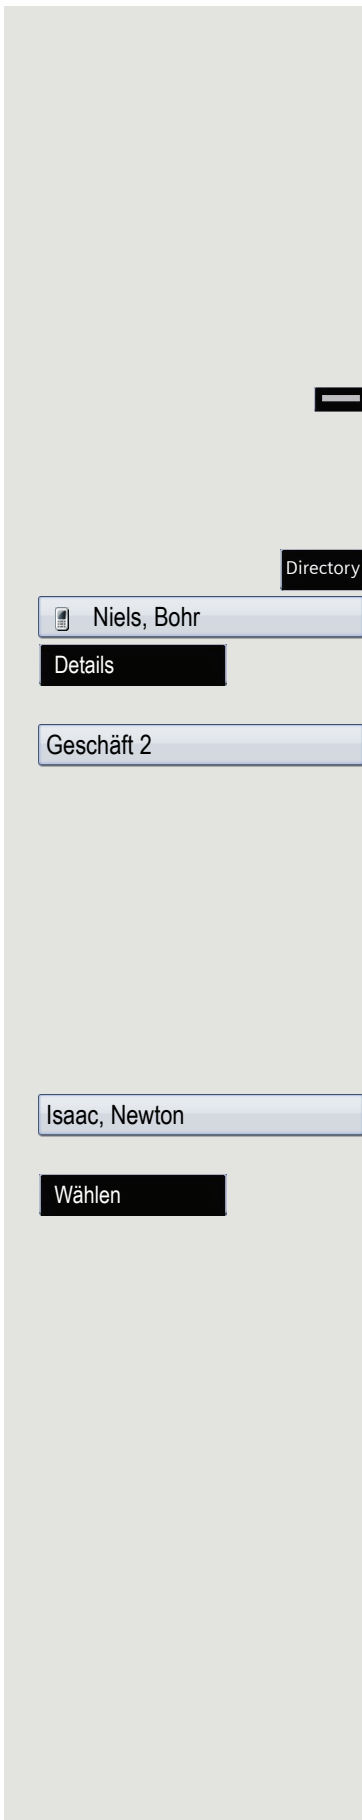 Directory
Niels, Bohr
Details
Geschäft 2
Isaac, Newton
Wählen